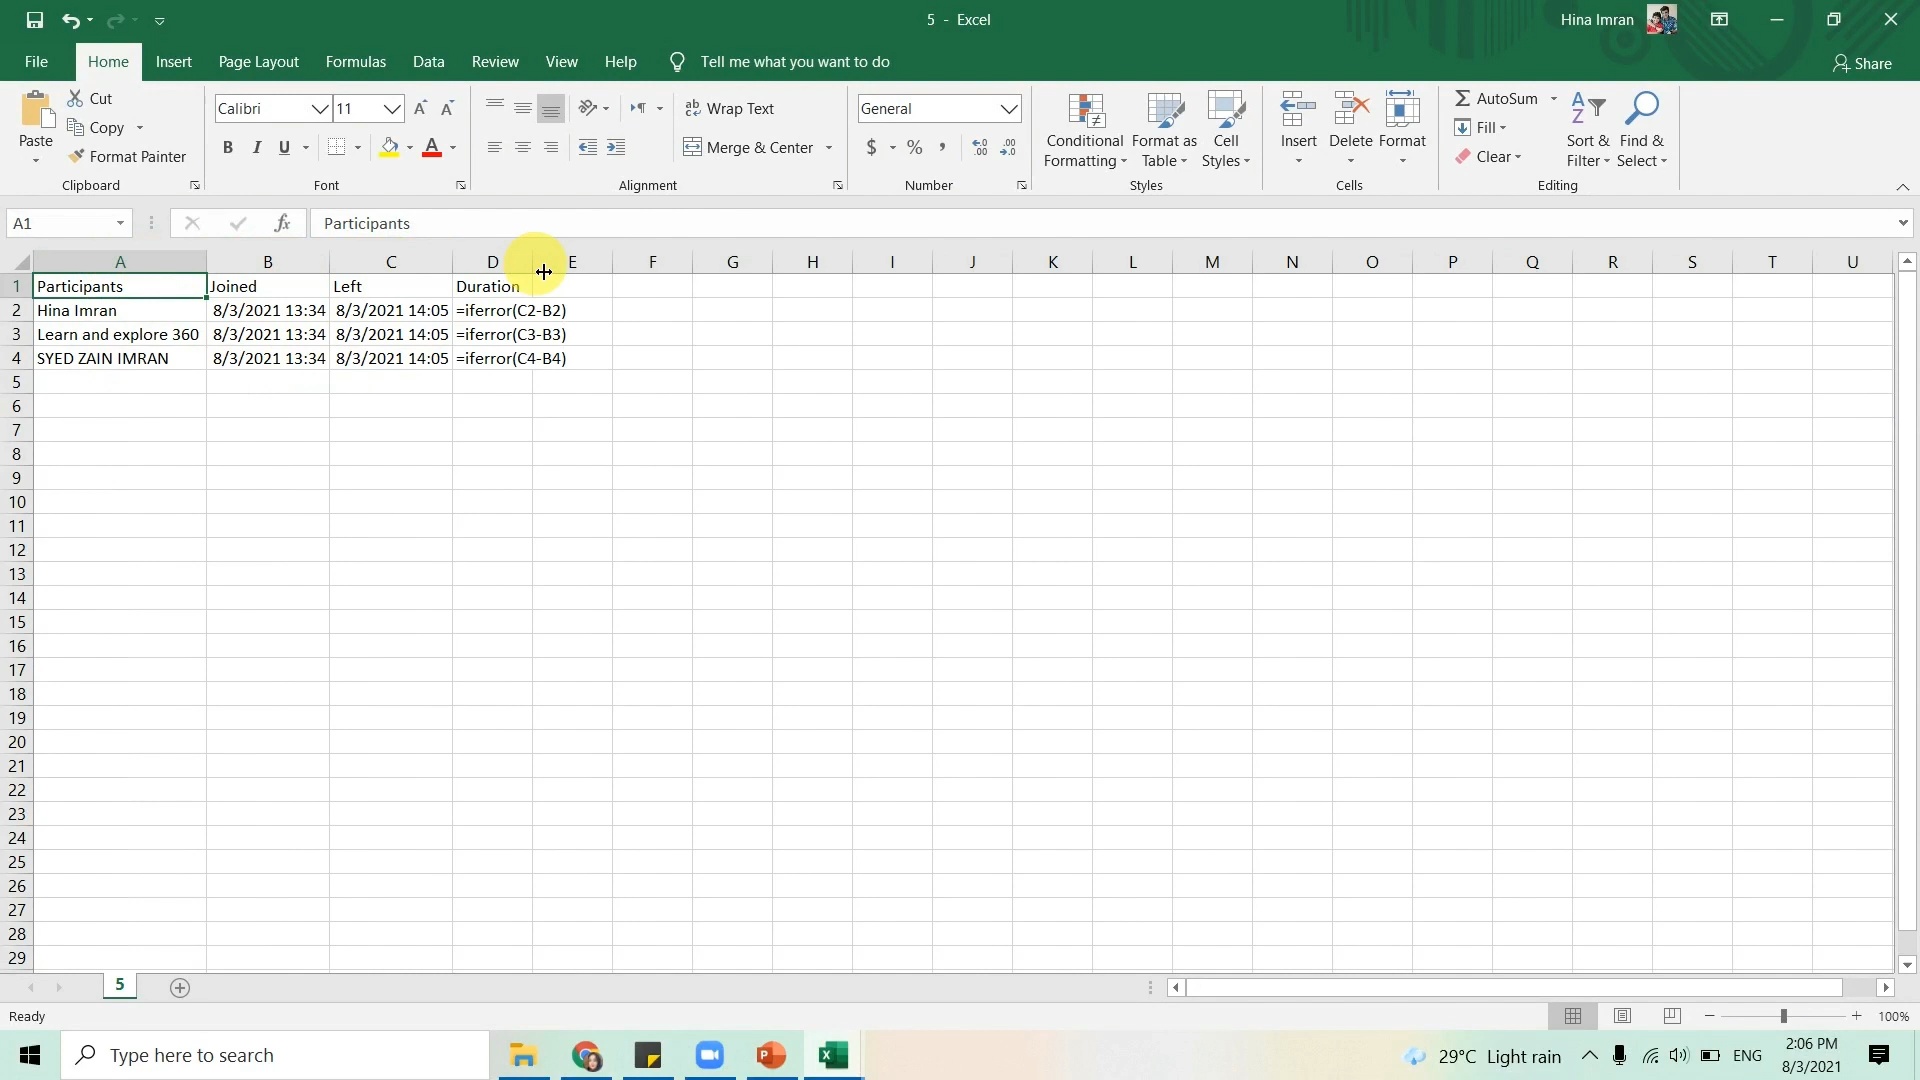 5 - Excel
Hina Imran
File Home Insert Page Layout Formulas Data Review View Help Tell me what you want to do Share
Paste
Cut
Copy
Format Painter
Clipboard
Calibri 11
B I U
Font
Wrap Text
Merge & Center
Alignment
General
$ % ,
Number
Conditional Formatting
Format as Table
Cell Styles
Styles
Insert Delete Format
Cells
AutoSum
Fill
Clear
Sort & Filter
Find & Select
Editing
A1 fx Participants
A B C D E F G H I J K L M N O P Q R S T U
1 Participants Joined Left Duration
2 Hina Imran 8/3/2021 13:34 8/3/2021 14:05 =iferror(C2-B2)
3 Learn and explore 360 8/3/2021 13:34 8/3/2021 14:05 =iferror(C3-B3)
4 SYED ZAIN IMRAN 8/3/2021 13:34 8/3/2021 14:05 =iferror(C4-B4)
5
6
7
8
9
10
11
12
13
14
15
16
17
18
19
20
21
22
23
24
25
26
27
28
29
5
Ready 100%
Type here to search 29°C Light rain ENG
2:06 PM
8/3/2021